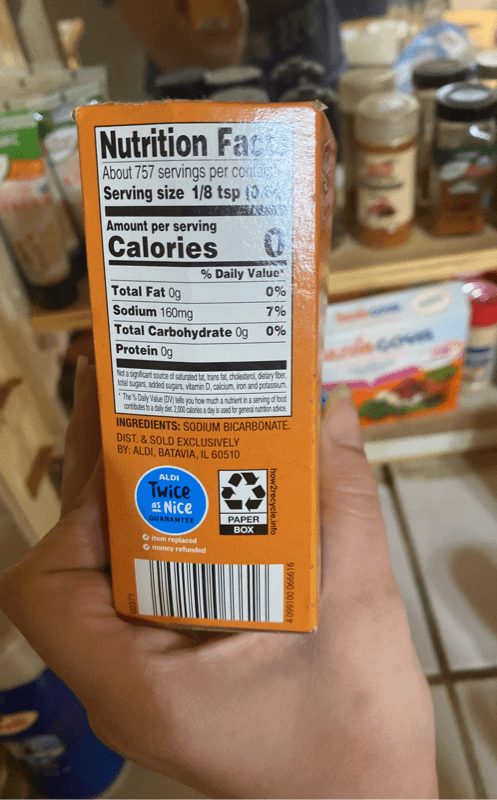 Nutrition
About 757 servings per
Serving size 1/8 tsp
Amount per serving
Calories 0
% Daily Value*
Total Fat 0g 0%
Sodium 160mg 7%
Total Carbohydrate 0g 0%
Protein 0g
Not a significant source of saturated fat, trans fat, cholesterol, dietary fiber,
total sugars, added sugars, vitamin D, calcium, iron and potassium.
* The % Daily Value (DV) tells you how much a nutrient in a serving of food
contributes to a daily diet. 2,000 calories a day is used for general nutrition advice.
INGREDIENTS: SODIUM BICARBONATE.
DIST. & SOLD EXCLUSIVELY
BY: ALDI, BATAVIA, IL 60510
ALDI
Twice
as Nice
GUARANTEE
item replaced
money refunded
PAPER
BOX
how2recycle.info
4 099100 066616